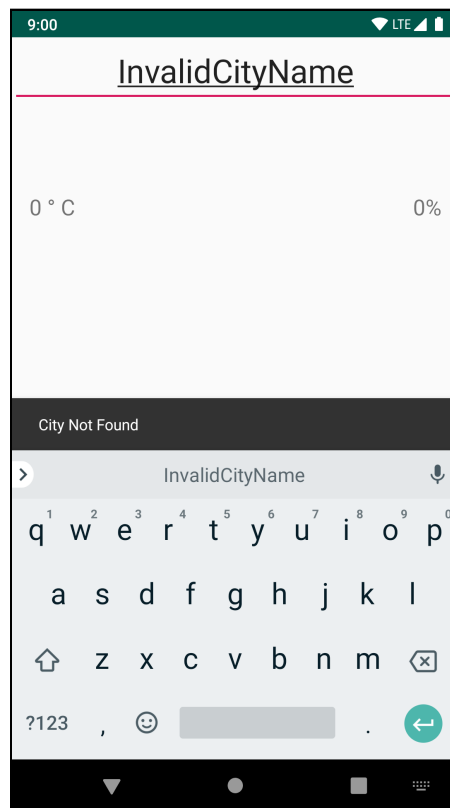 9:00 LTE
InvalidCityName
0 ° C 0%
City Not Found
InvalidCityName
1 2 3 4 5 6 7 8 9 0
q w e r t y u i o p
a s d f g h j k l
z x c v b n m
?123 , .